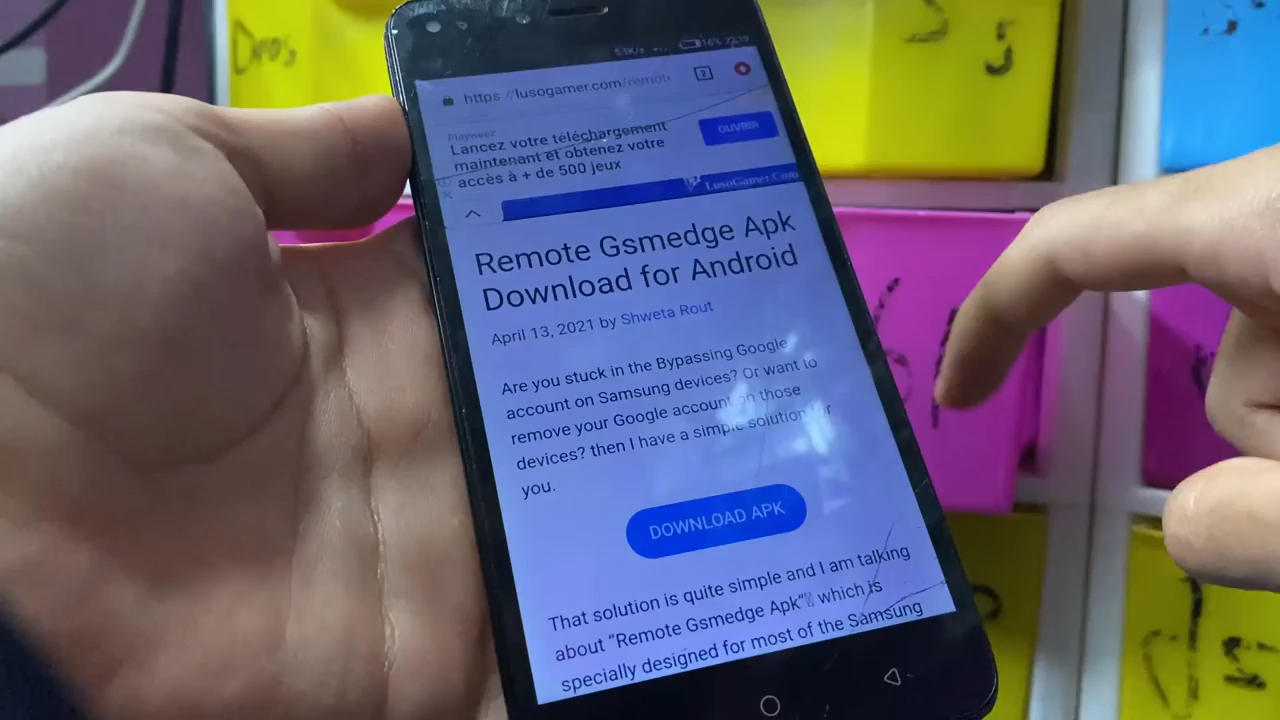 16% 22:19
https://lusogamer.com/remote
2
Playweez
Lancez votre téléchargement
maintenant et obtenez votre
accès à + de 500 jeux
OUVRIR
LusoGamer.Com
Remote Gsmedge Apk
Download for Android
April 13, 2021 by Shweta Rout
Are you stuck in the Bypassing Google
account on Samsung devices? Or want to
remove your Google account on those
devices? then I have a simple solution for
you.
DOWNLOAD APK
That solution is quite simple and I am talking
about “Remote Gsmedge Apk” which is
specially designed for most of the Samsung